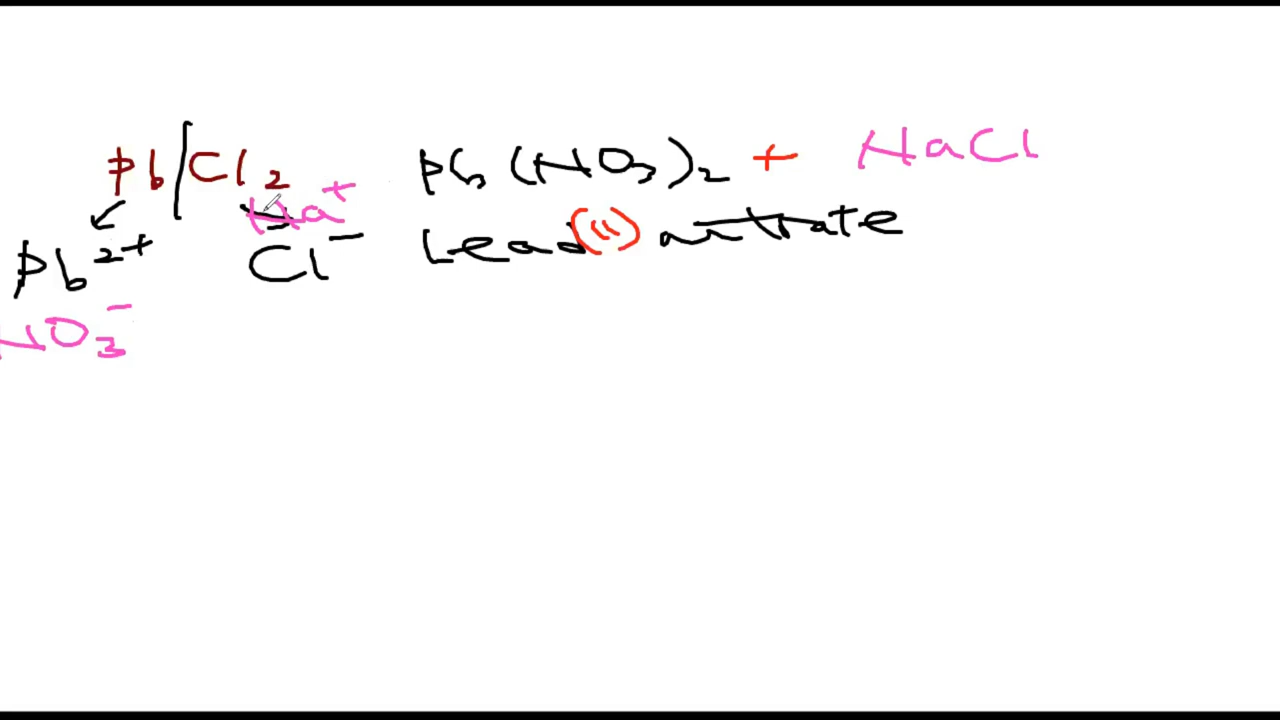 Pb/Cl₂ Pb(NO₃)₂ + NaCl
Na⁺
Pb²⁺ Cl⁻ Lead(II) nitrate
NO₃⁻